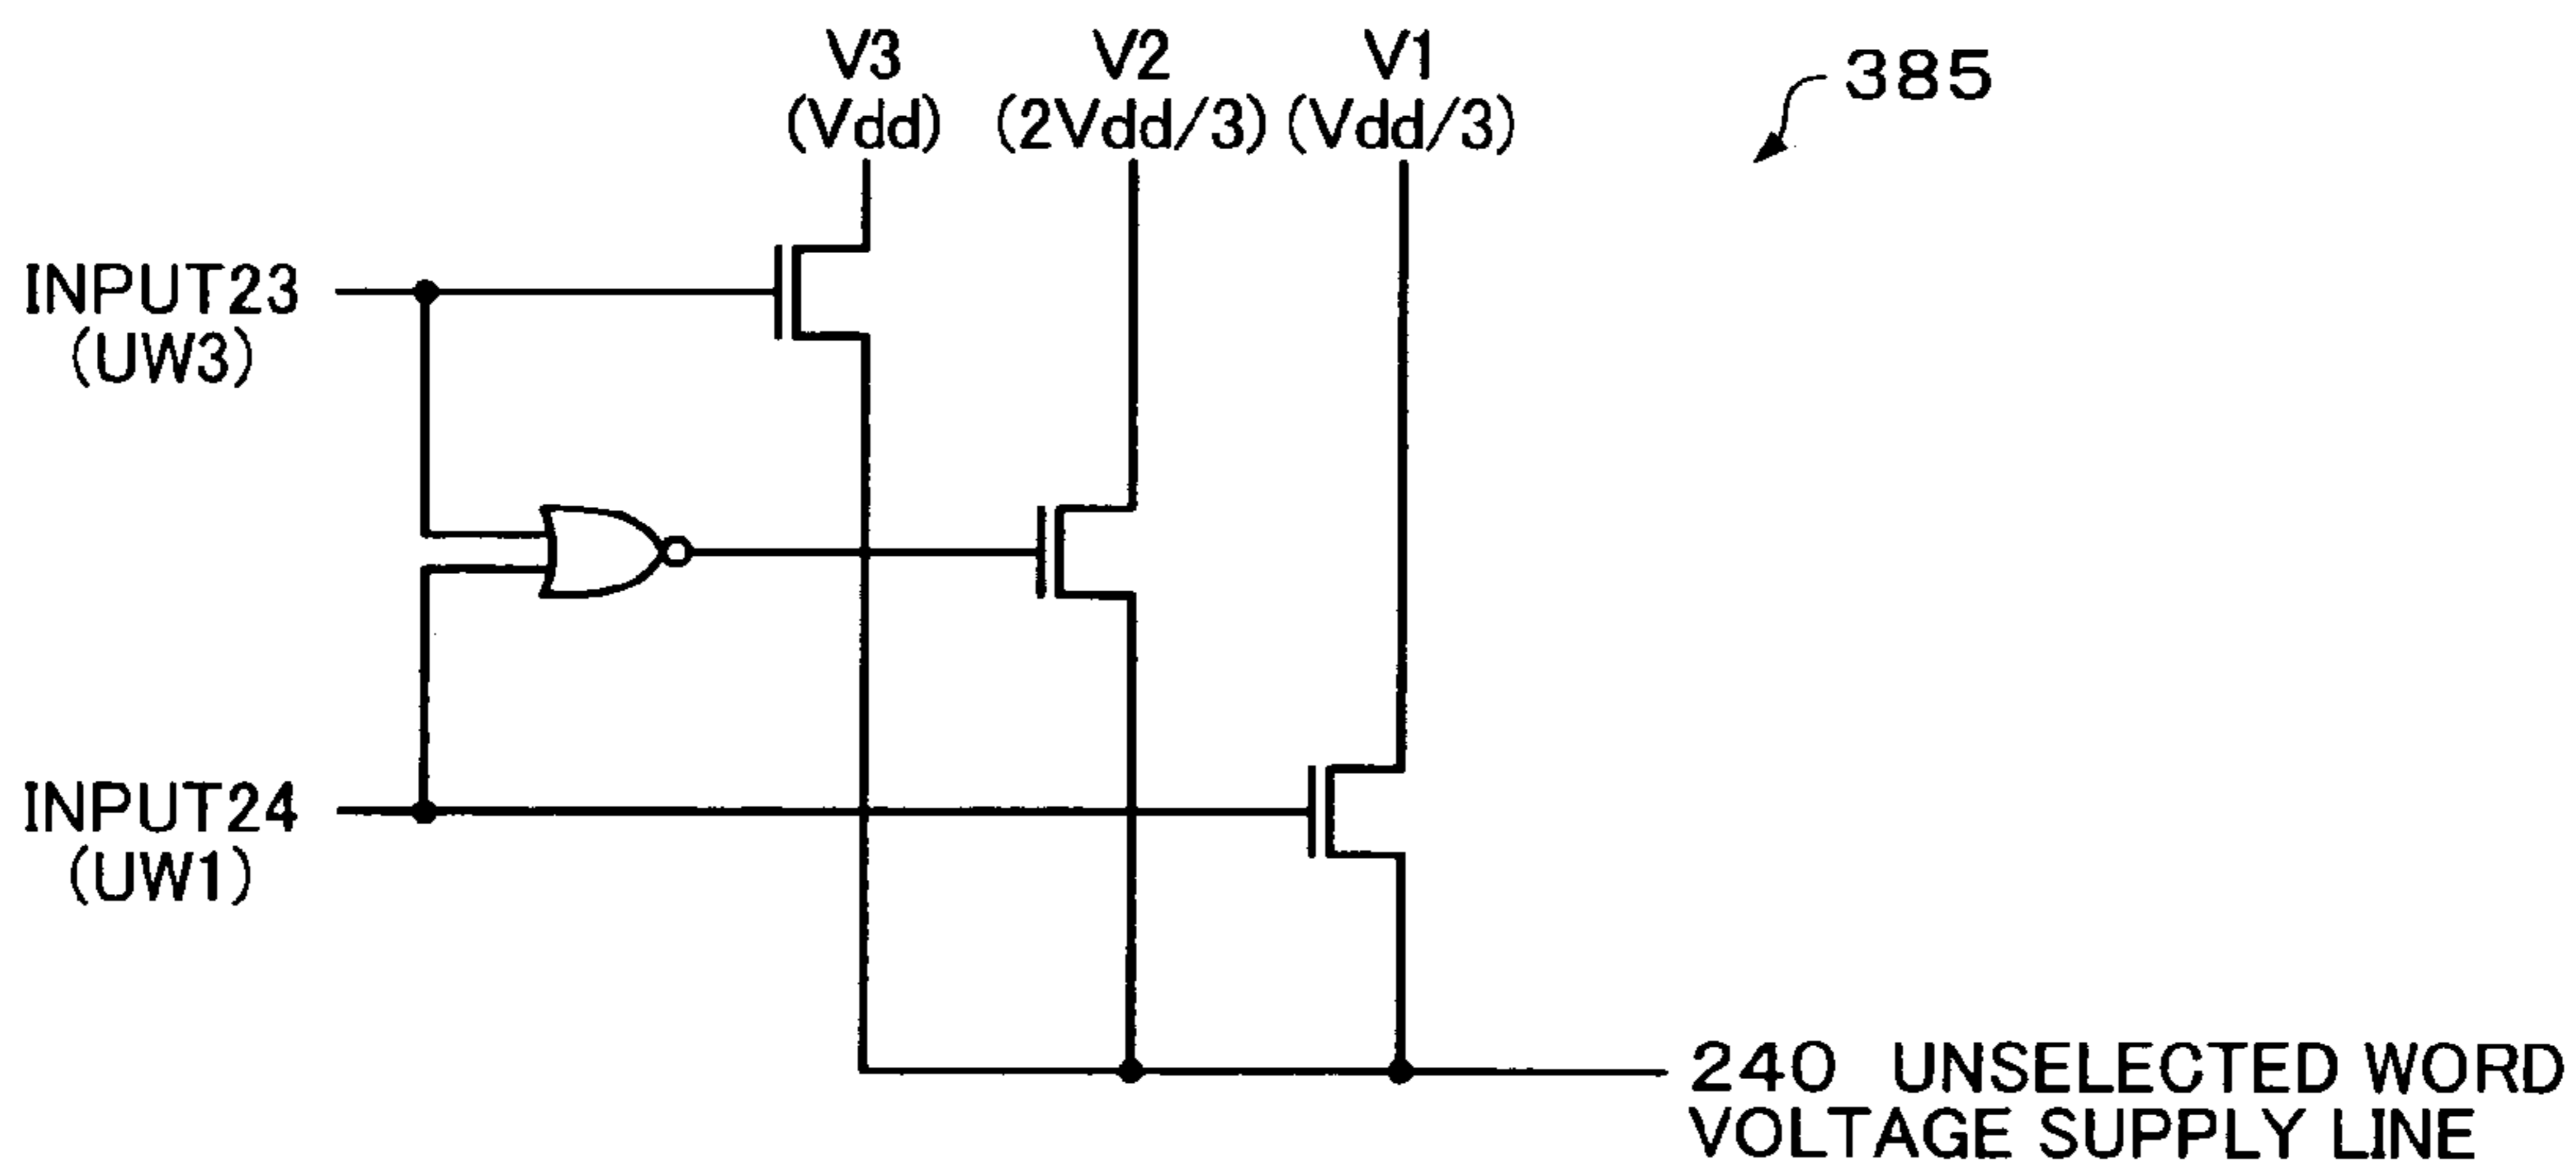 V3 V2 V1
(Vdd) (2Vdd/3) (Vdd/3)
385
INPUT23
(UW3)
INPUT24
(UW1)
240 UNSELECTED WORD
VOLTAGE SUPPLY LINE